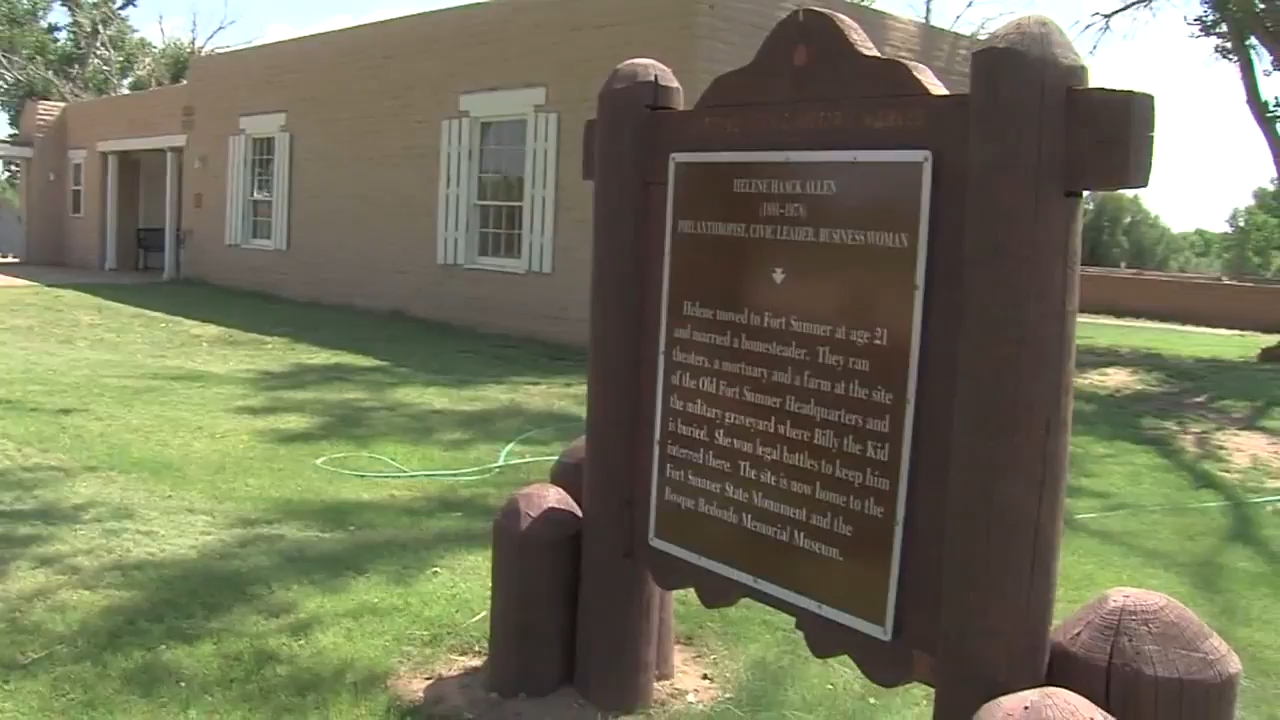 HELENE HAACK ALLEN
(1891–1978)
PHILANTHROPIST, CIVIC LEADER, BUSINESS WOMAN
Helene moved to Fort Sumner at age 21
and married a homesteader. They ran
theaters, a mortuary and a farm at the site
of the Old Fort Sumner Headquarters and
the military graveyard where Billy the Kid
is buried. She won legal battles to keep him
interred there. The site is now home to the
Fort Sumner State Monument and the
Bosque Redondo Memorial Museum.